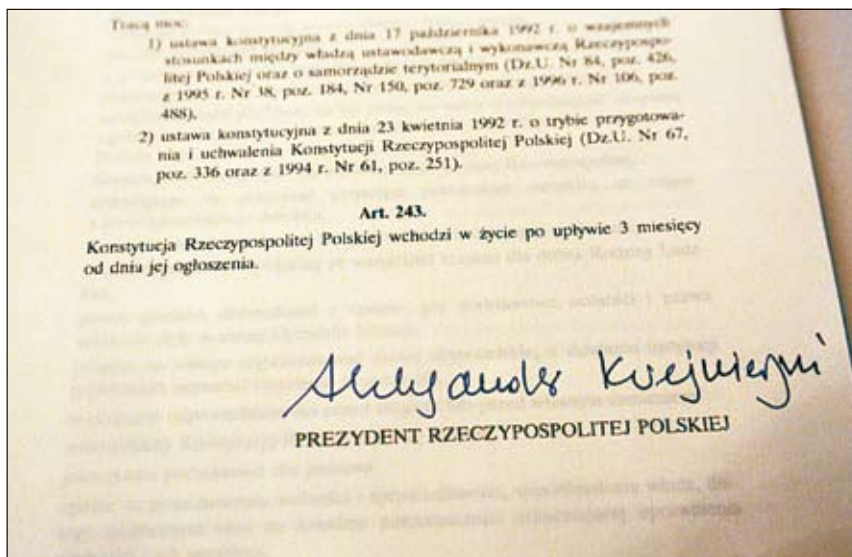 Tracą moc:
1) ustawa konstytucyjna z dnia 17 października 1992 r. o wzajemnych
stosunkach między władzą ustawodawczą i wykonawczą Rzeczypospo-
litej Polskiej oraz o samorządzie terytorialnym (Dz.U. Nr 84, poz. 426,
z 1995 r. Nr 38, poz. 184, Nr 150, poz. 729 oraz z 1996 r. Nr 106, poz.
488),
2) ustawa konstytucyjna z dnia 23 kwietnia 1992 r. o trybie przygotowa-
nia i uchwalenia Konstytucji Rzeczypospolitej Polskiej (Dz.U. Nr 67,
poz. 336 oraz z 1994 r. Nr 61, poz. 251).
Art. 243.
Konstytucja Rzeczypospolitej Polskiej wchodzi w życie po upływie 3 miesięcy
od dnia jej ogłoszenia.
Aleksander Kwaśniewski
PREZYDENT RZECZYPOSPOLITEJ POLSKIEJ